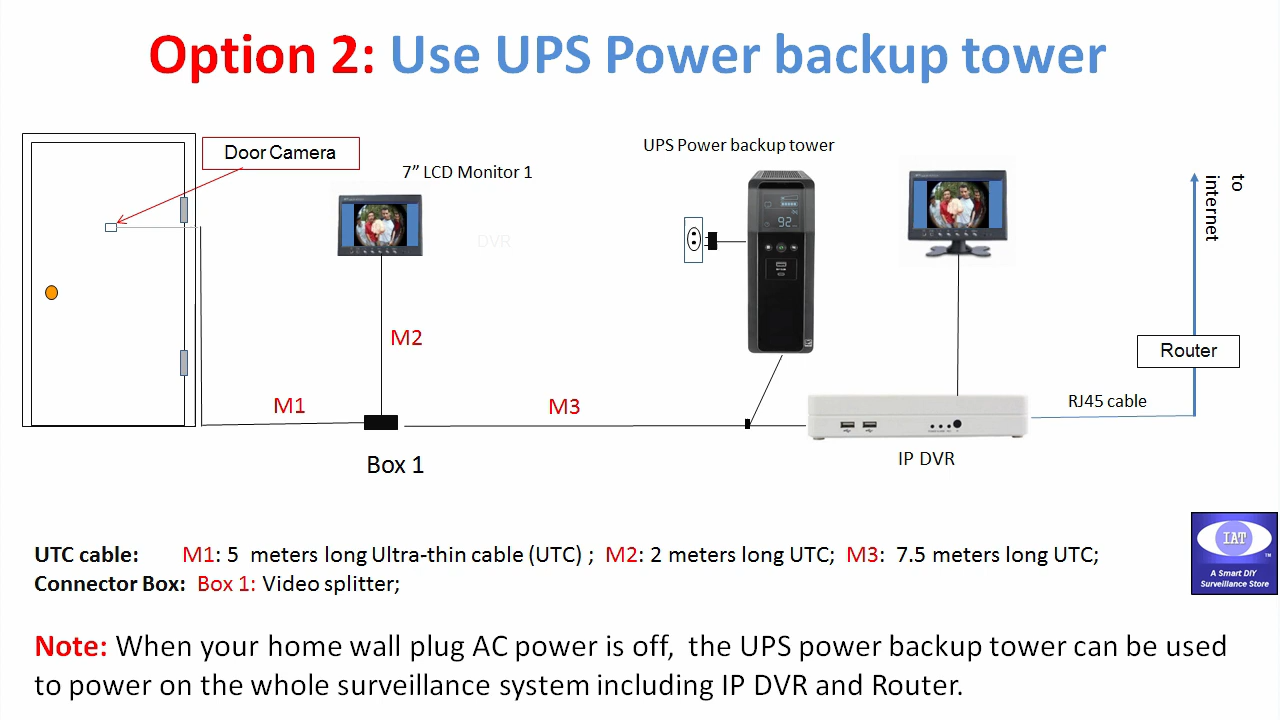 Option 2: Use UPS Power backup tower
Door Camera
7” LCD Monitor 1
UPS Power backup tower
to
internet
DVR
92
M2
Router
M1
M3
RJ45 cable
Box 1
IP DVR
UTC cable: M1: 5 meters long Ultra-thin cable (UTC) ; M2: 2 meters long UTC; M3: 7.5 meters long UTC;
Connector Box: Box 1: Video splitter;
IAT
TM
A Smart DIY
Surveillance Store
Note: When your home wall plug AC power is off, the UPS power backup tower can be used
to power on the whole surveillance system including IP DVR and Router.